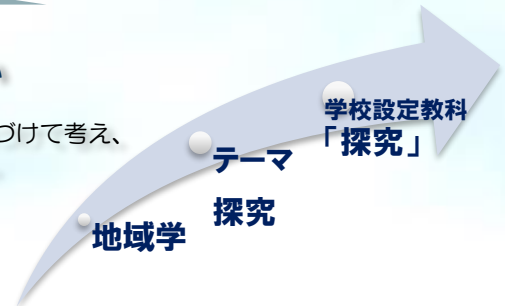 づけて考え、
地域学
テーマ
探究
学校設定教科
「探究」